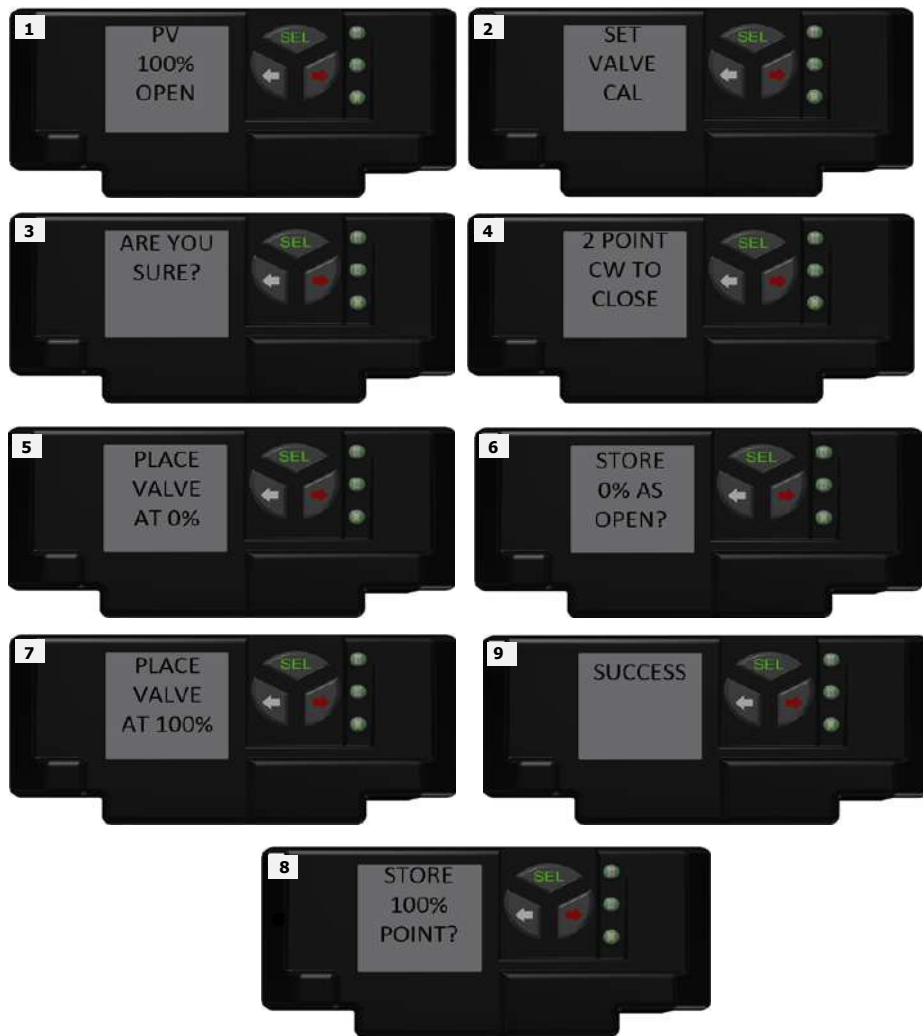 1
PV
100%
OPEN
SEL
2
SET
VALVE
CAL
SEL
3
ARE YOU
SURE?
SEL
4
2 POINT
CW TO
CLOSE
SEL
5
PLACE
VALVE
AT 0%
SEL
6
STORE
0% AS
OPEN?
SEL
7
PLACE
VALVE
AT 100%
SEL
9
SUCCESS
SEL
8
STORE
100%
POINT?
SEL